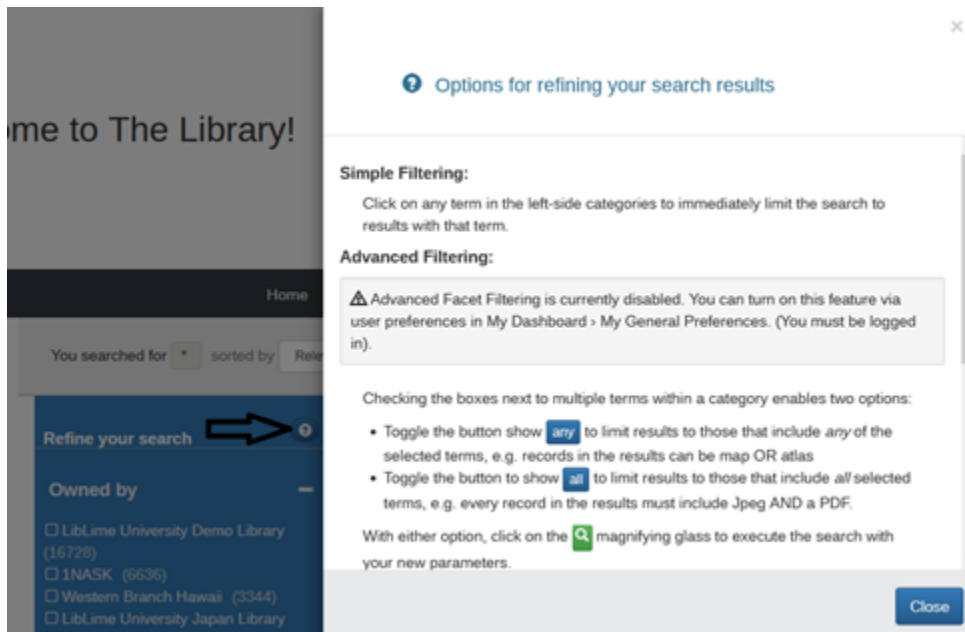 ×
? Options for refining your search results
ome to The Library!
Simple Filtering:
Click on any term in the left-side categories to immediately limit the search to
results with that term.
Advanced Filtering:
Advanced Facet Filtering is currently disabled. You can turn on this feature via
user preferences in My Dashboard › My General Preferences. (You must be logged
in).
Home
You searched for * sorted by Rele
Checking the boxes next to multiple terms within a category enables two options:
• Toggle the button show any to limit results to those that include any of the
selected terms, e.g. records in the results can be map OR atlas
• Toggle the button to show all to limit results to those that include all selected
terms, e.g. every record in the results must include Jpeg AND a PDF.
With either option, click on the magnifying glass to execute the search with
your new parameters.
Refine your search ?
Owned by −
LibLime University Demo Library
(16728)
1NASK (6636)
Western Branch Hawaii (3344)
LibLime University Japan Library
Close